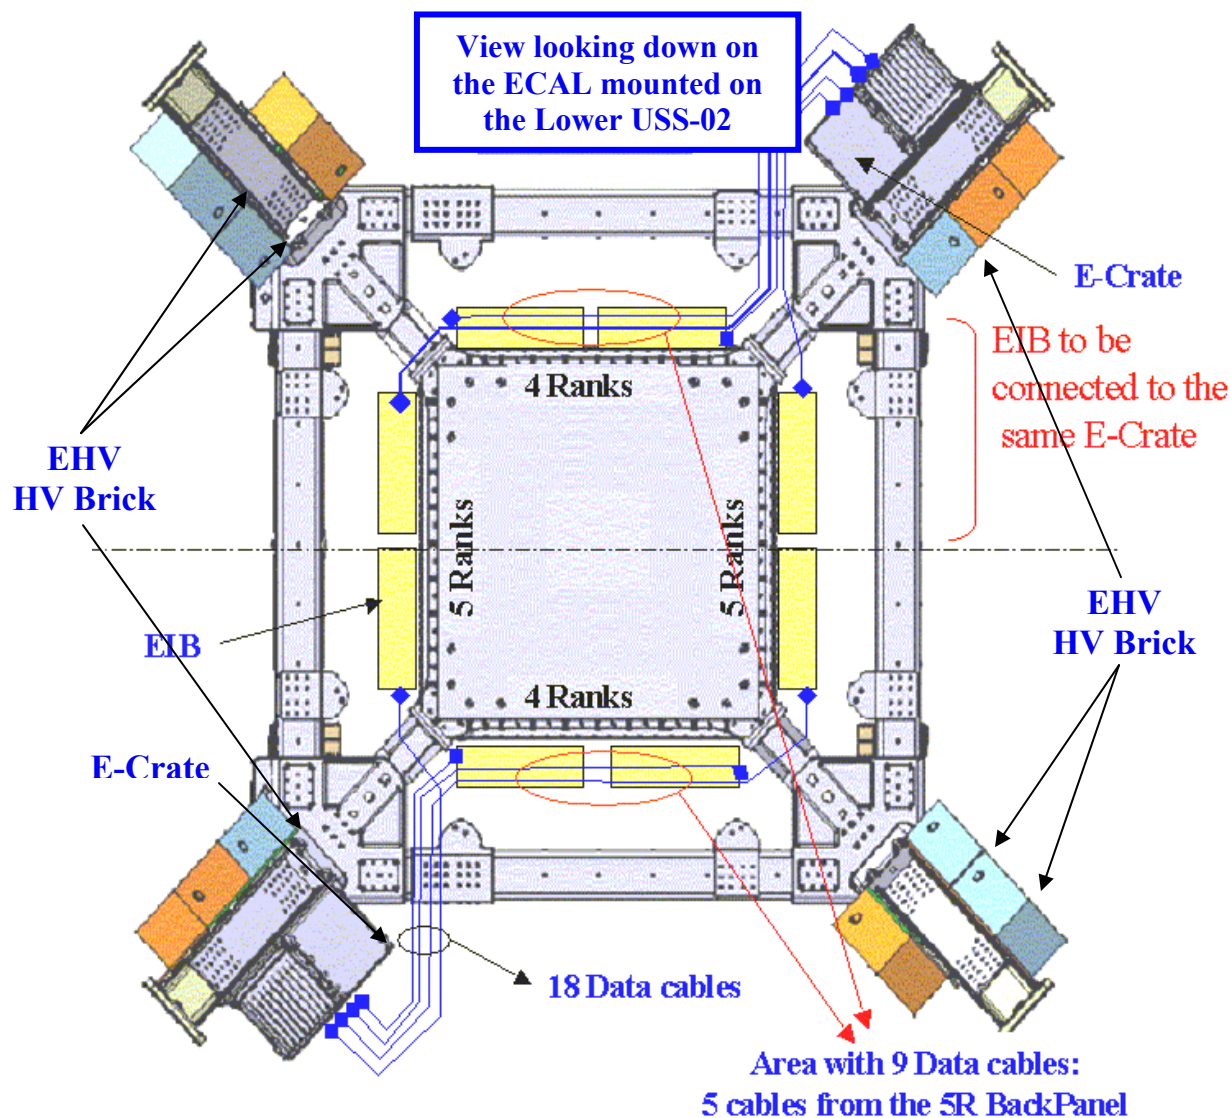 View looking down on
the ECAL mounted on
the Lower USS-02
E-Crate
EIB to be
connected to the
same E-Crate
4 Ranks
EHV
HV Brick
5 Ranks
5 Ranks
EHV
HV Brick
EIB
4 Ranks
E-Crate
18 Data cables
Area with 9 Data cables:
5 cables from the 5R BackPanel